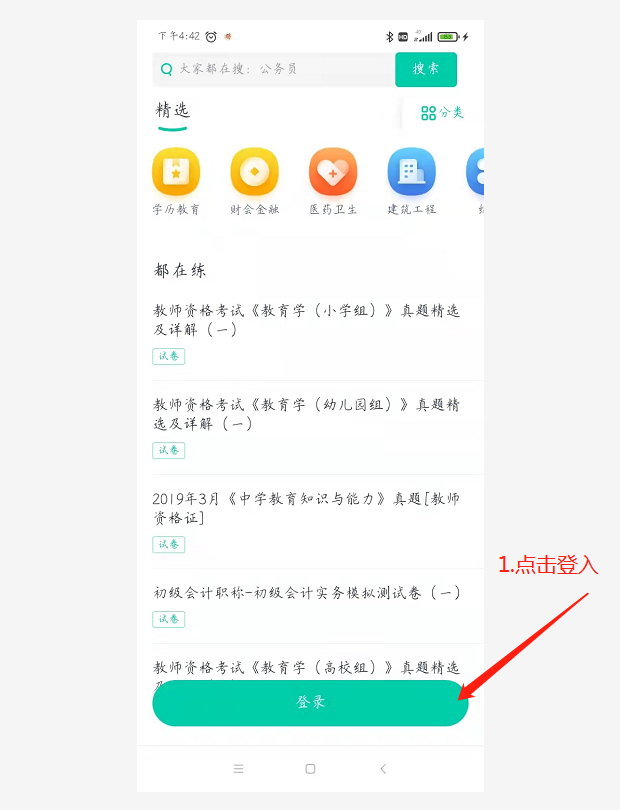 下午4:42
大家都在搜：公务员
搜索
精选
分类
学历教育
财会金融
医药卫生
建筑工程
都在练
教师资格考试《教育学（小学组）》真题精选
及详解（一）
试卷
教师资格考试《教育学（幼儿园组）》真题精
选及详解（一）
试卷
2019年3月《中学教育知识与能力》真题[教师
资格证]
试卷
1.点击登入
初级会计职称-初级会计实务模拟测试卷（一）
试卷
教师资格考试《教育学（高校组）》真题精选
登录